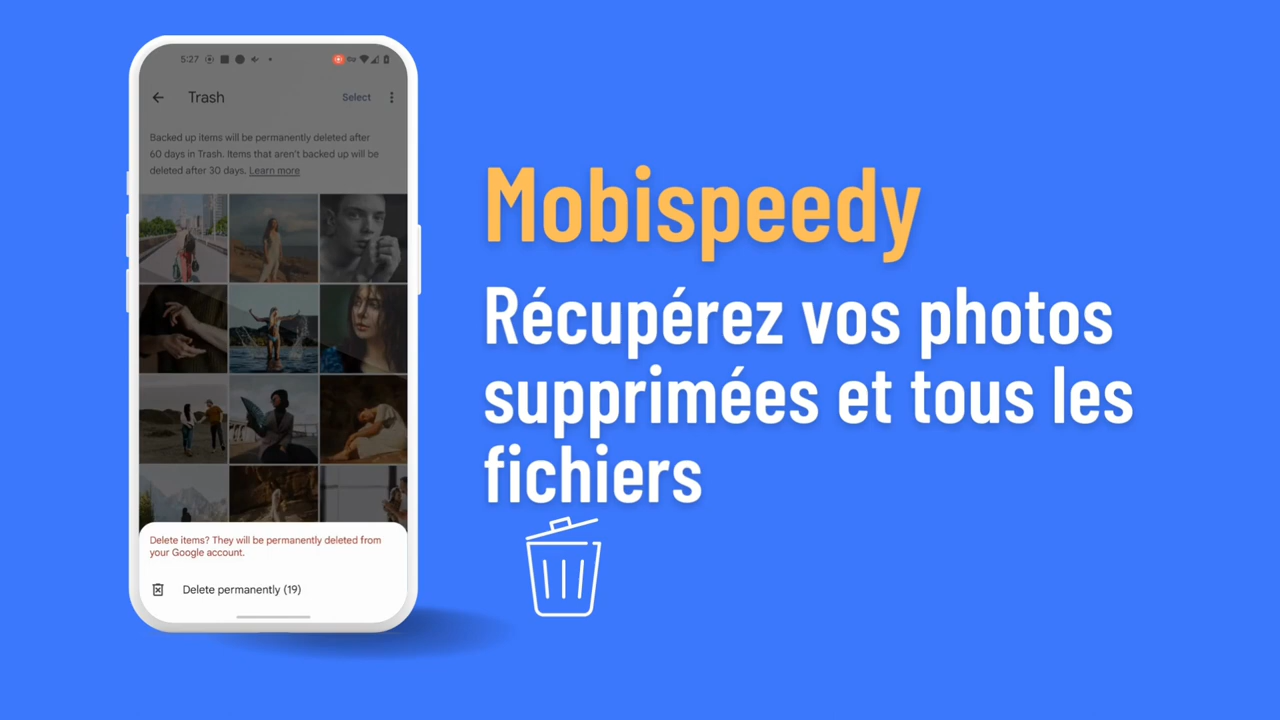 5:27
Trash
Select
Backed up items will be permanently deleted after
60 days in Trash. Items that aren't backed up will be
deleted after 30 days. Learn more
Delete items? They will be permanently deleted from
your Google account.
Delete permanently (19)
Mobispeedy
Récupérez vos photos
supprimées et tous les
fichiers